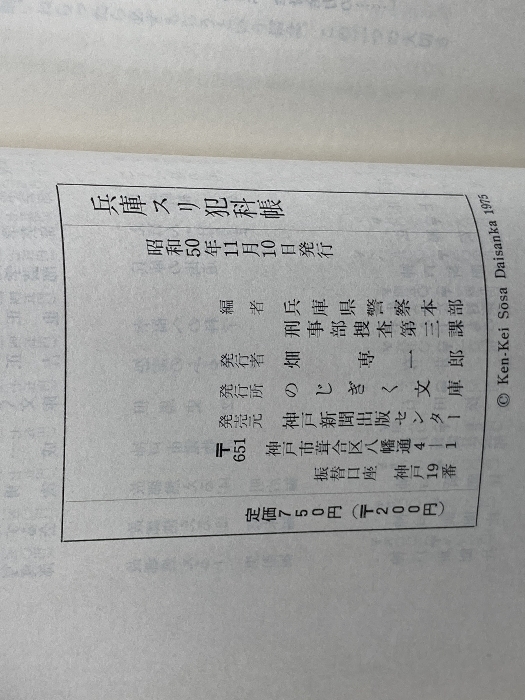 兵庫スリ犯科帳
昭和50年11月10日発行
編者 兵庫県警察本部
刑事部捜査第三課
発行者 畑専一郎
発行所 のじぎく文庫
発売元 神戸新聞出版センター
〒651 神戸市葺合区八幡通4―1
振替口座 神戸19番
定価750円(〒200円)
© Ken-Kei Sosa Daisanka 1975